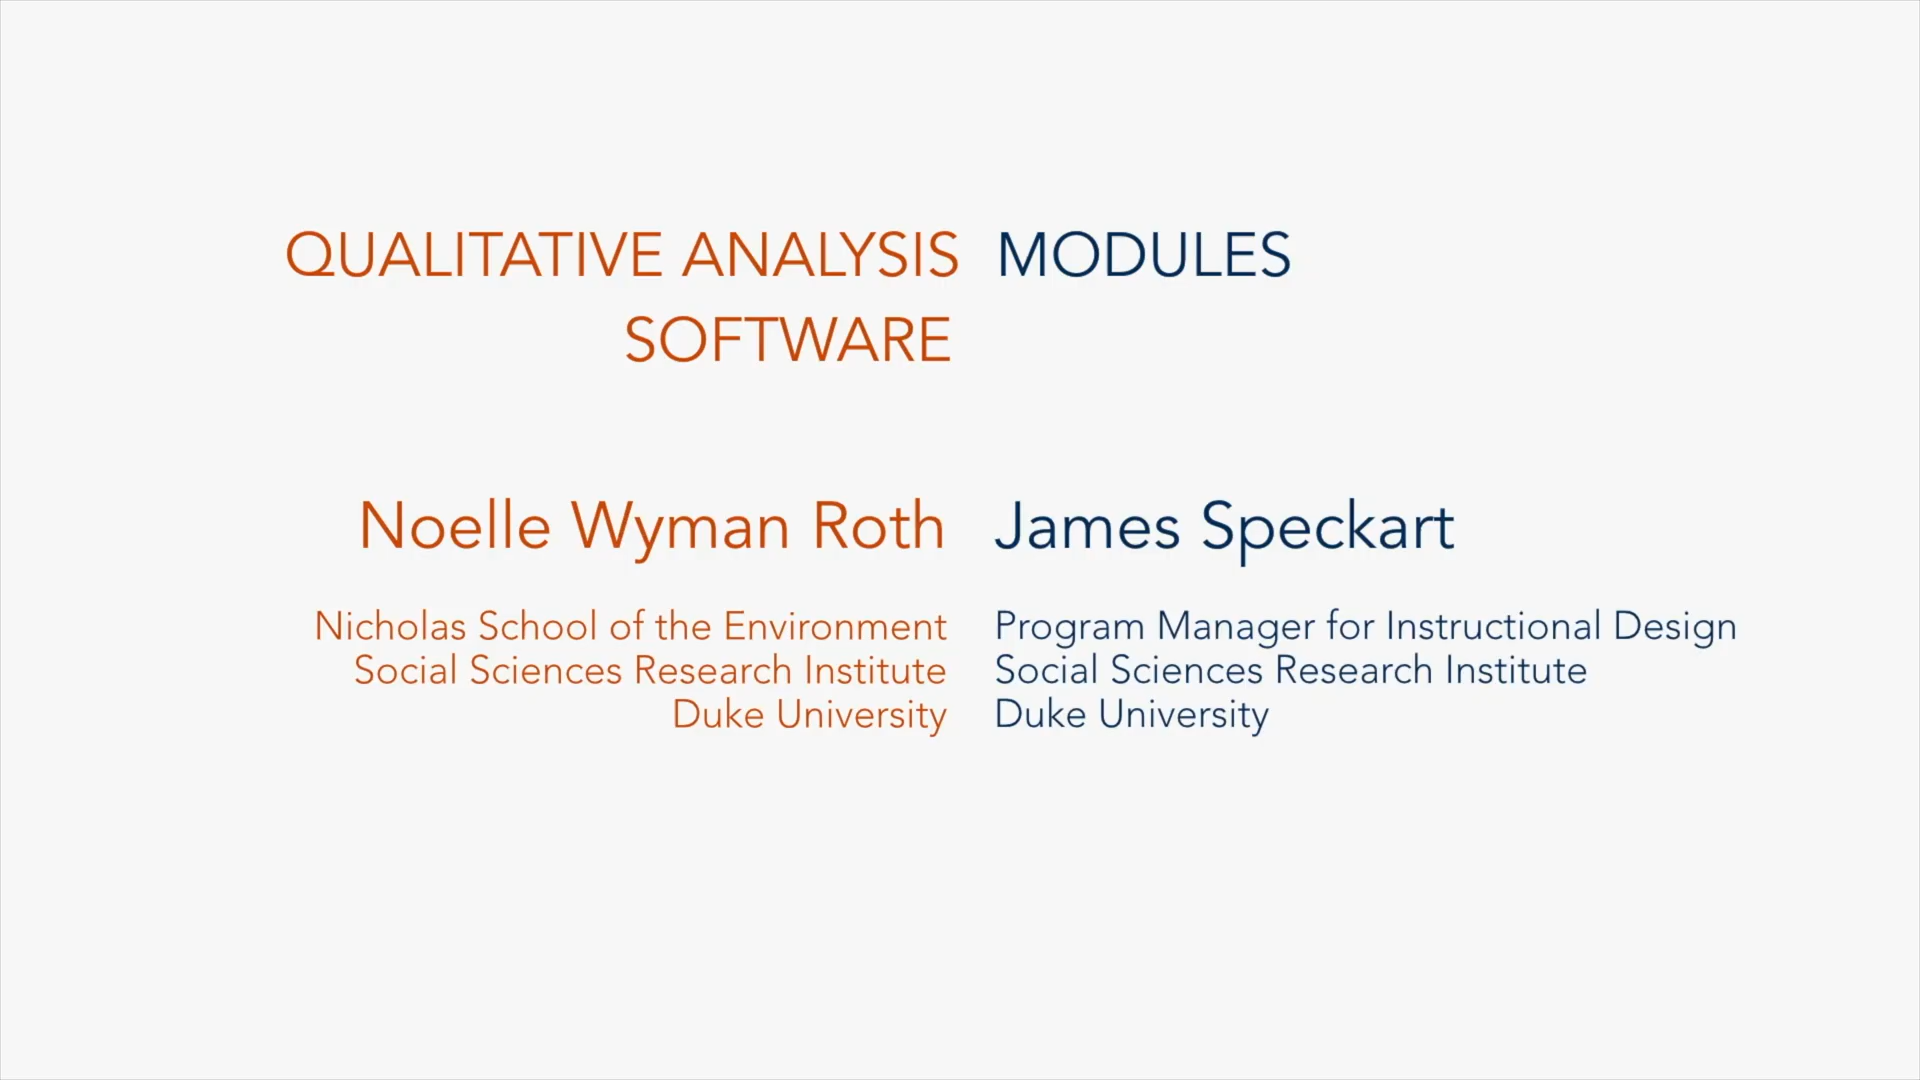 QUALITATIVE ANALYSIS MODULES
SOFTWARE
Noelle Wyman Roth
Nicholas School of the Environment
Social Sciences Research Institute
Duke University
James Speckart
Program Manager for Instructional Design
Social Sciences Research Institute
Duke University